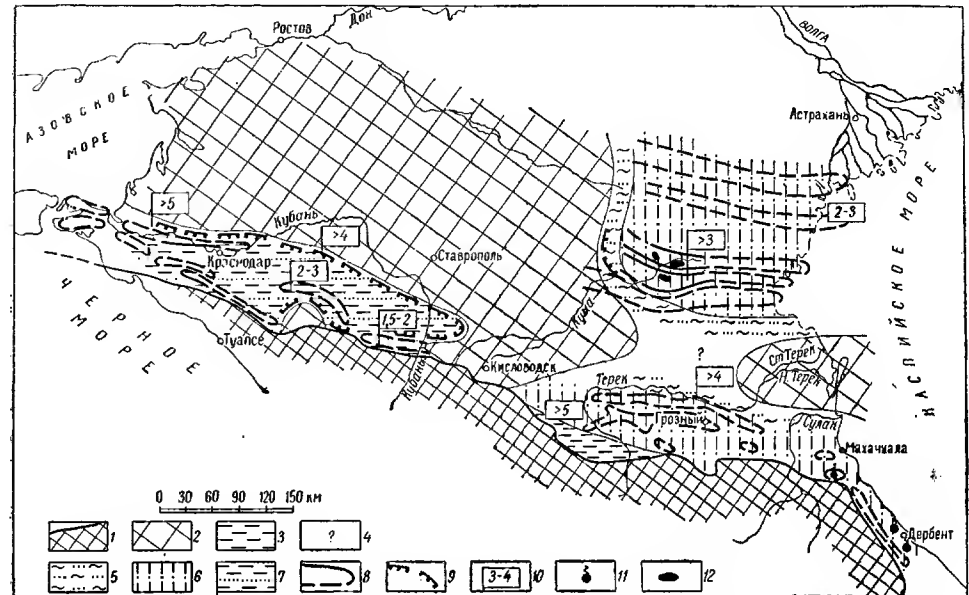 Ростов
Дон
ВОЛГА
Астрахань
АЗОВСКОЕ
МОРЕ
КАСПИЙСКОЕ МОРЕ
>5
Кубань
>4
2-3
>3
Ставрополь
Краснодар
2-3
ЧЕРНОЕ
МОРЕ
1,5-2
Кума
Туапсе
Кубань
Кисловодск
?
>4
Ст. Терек
Н. Терек
Терек
>5
Грозный
Сулак
Махачкала
Дербент
0 30 60 90 120 150 км
1 2 3 ? 4
5 6 7 8 9 3-4 10 11 12